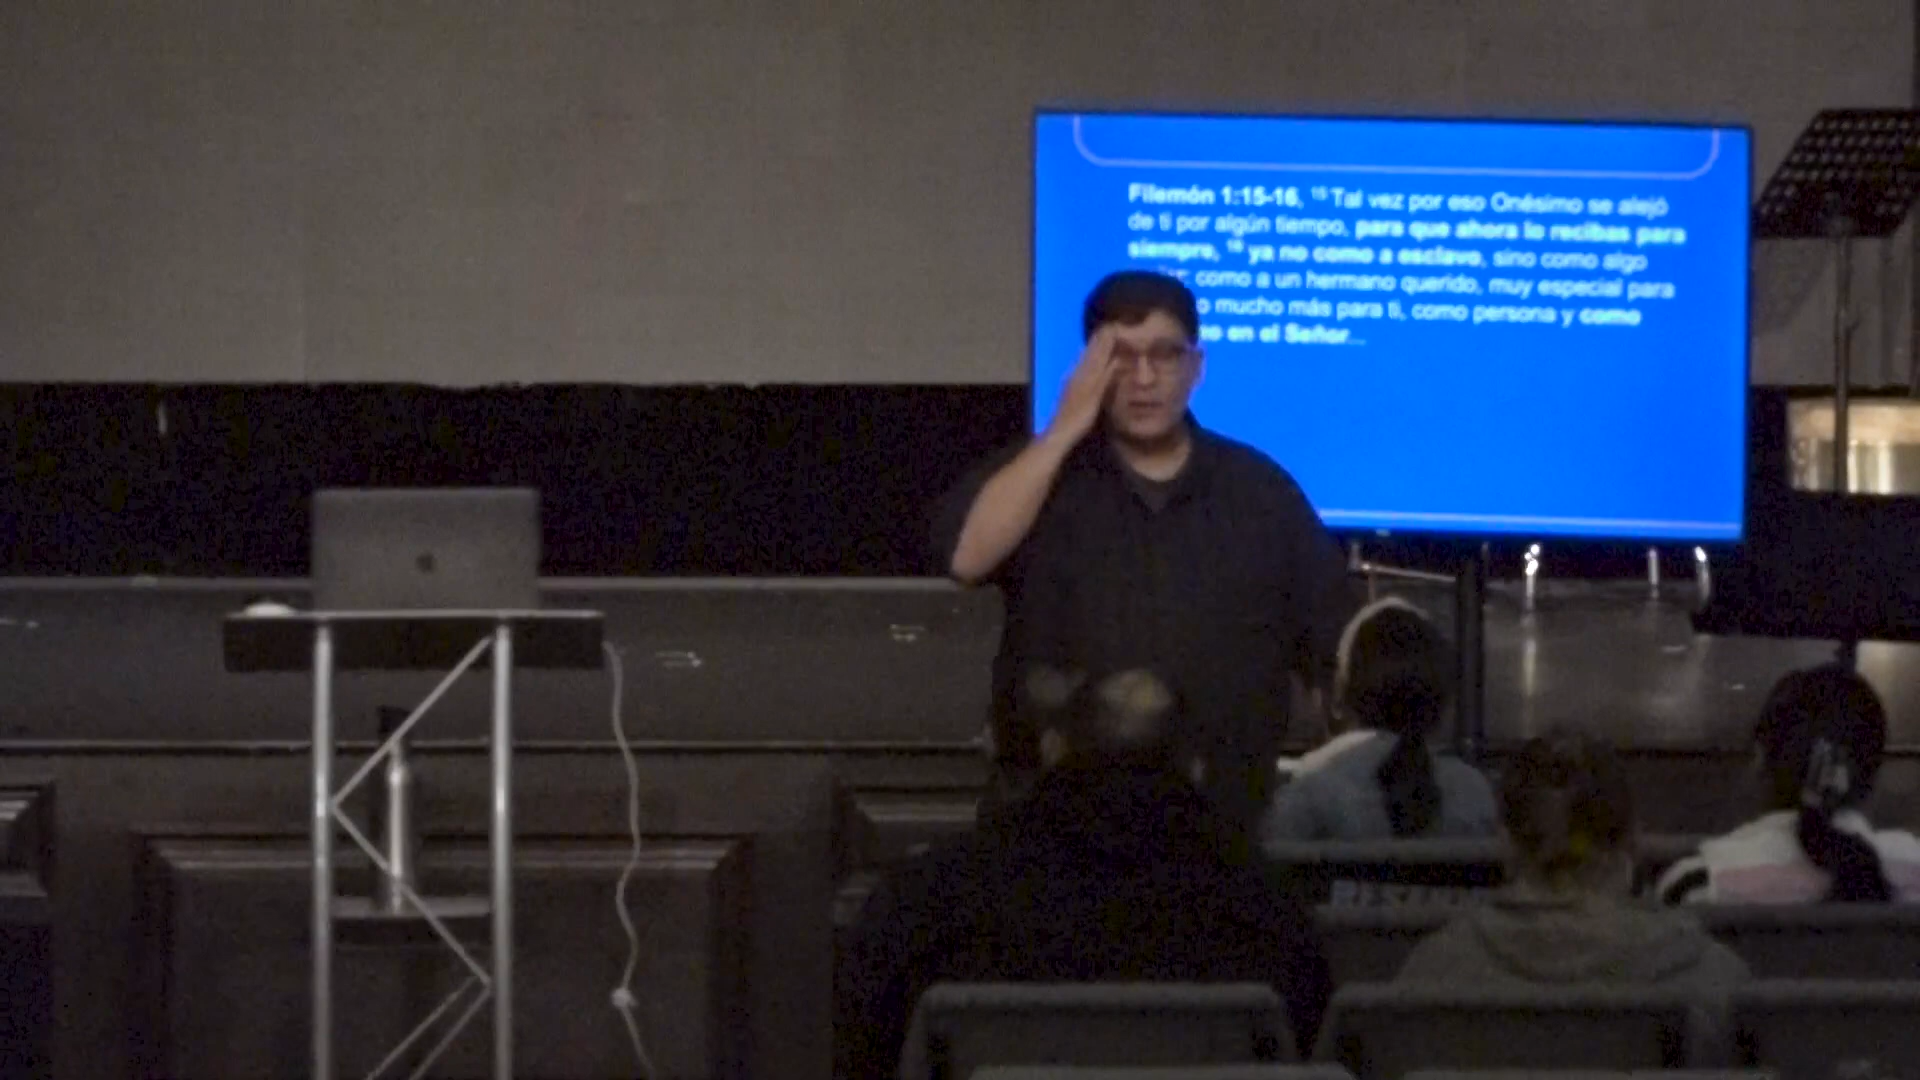 Filemón 1:15-16, ¹⁵ Tal vez por eso Onésimo se alejó
de ti por algún tiempo, para que ahora lo recibas para
siempre, ¹⁶ ya no como a esclavo, sino como algo
como a un hermano querido, muy especial para
mucho más para ti, como persona y como
en el Señor...